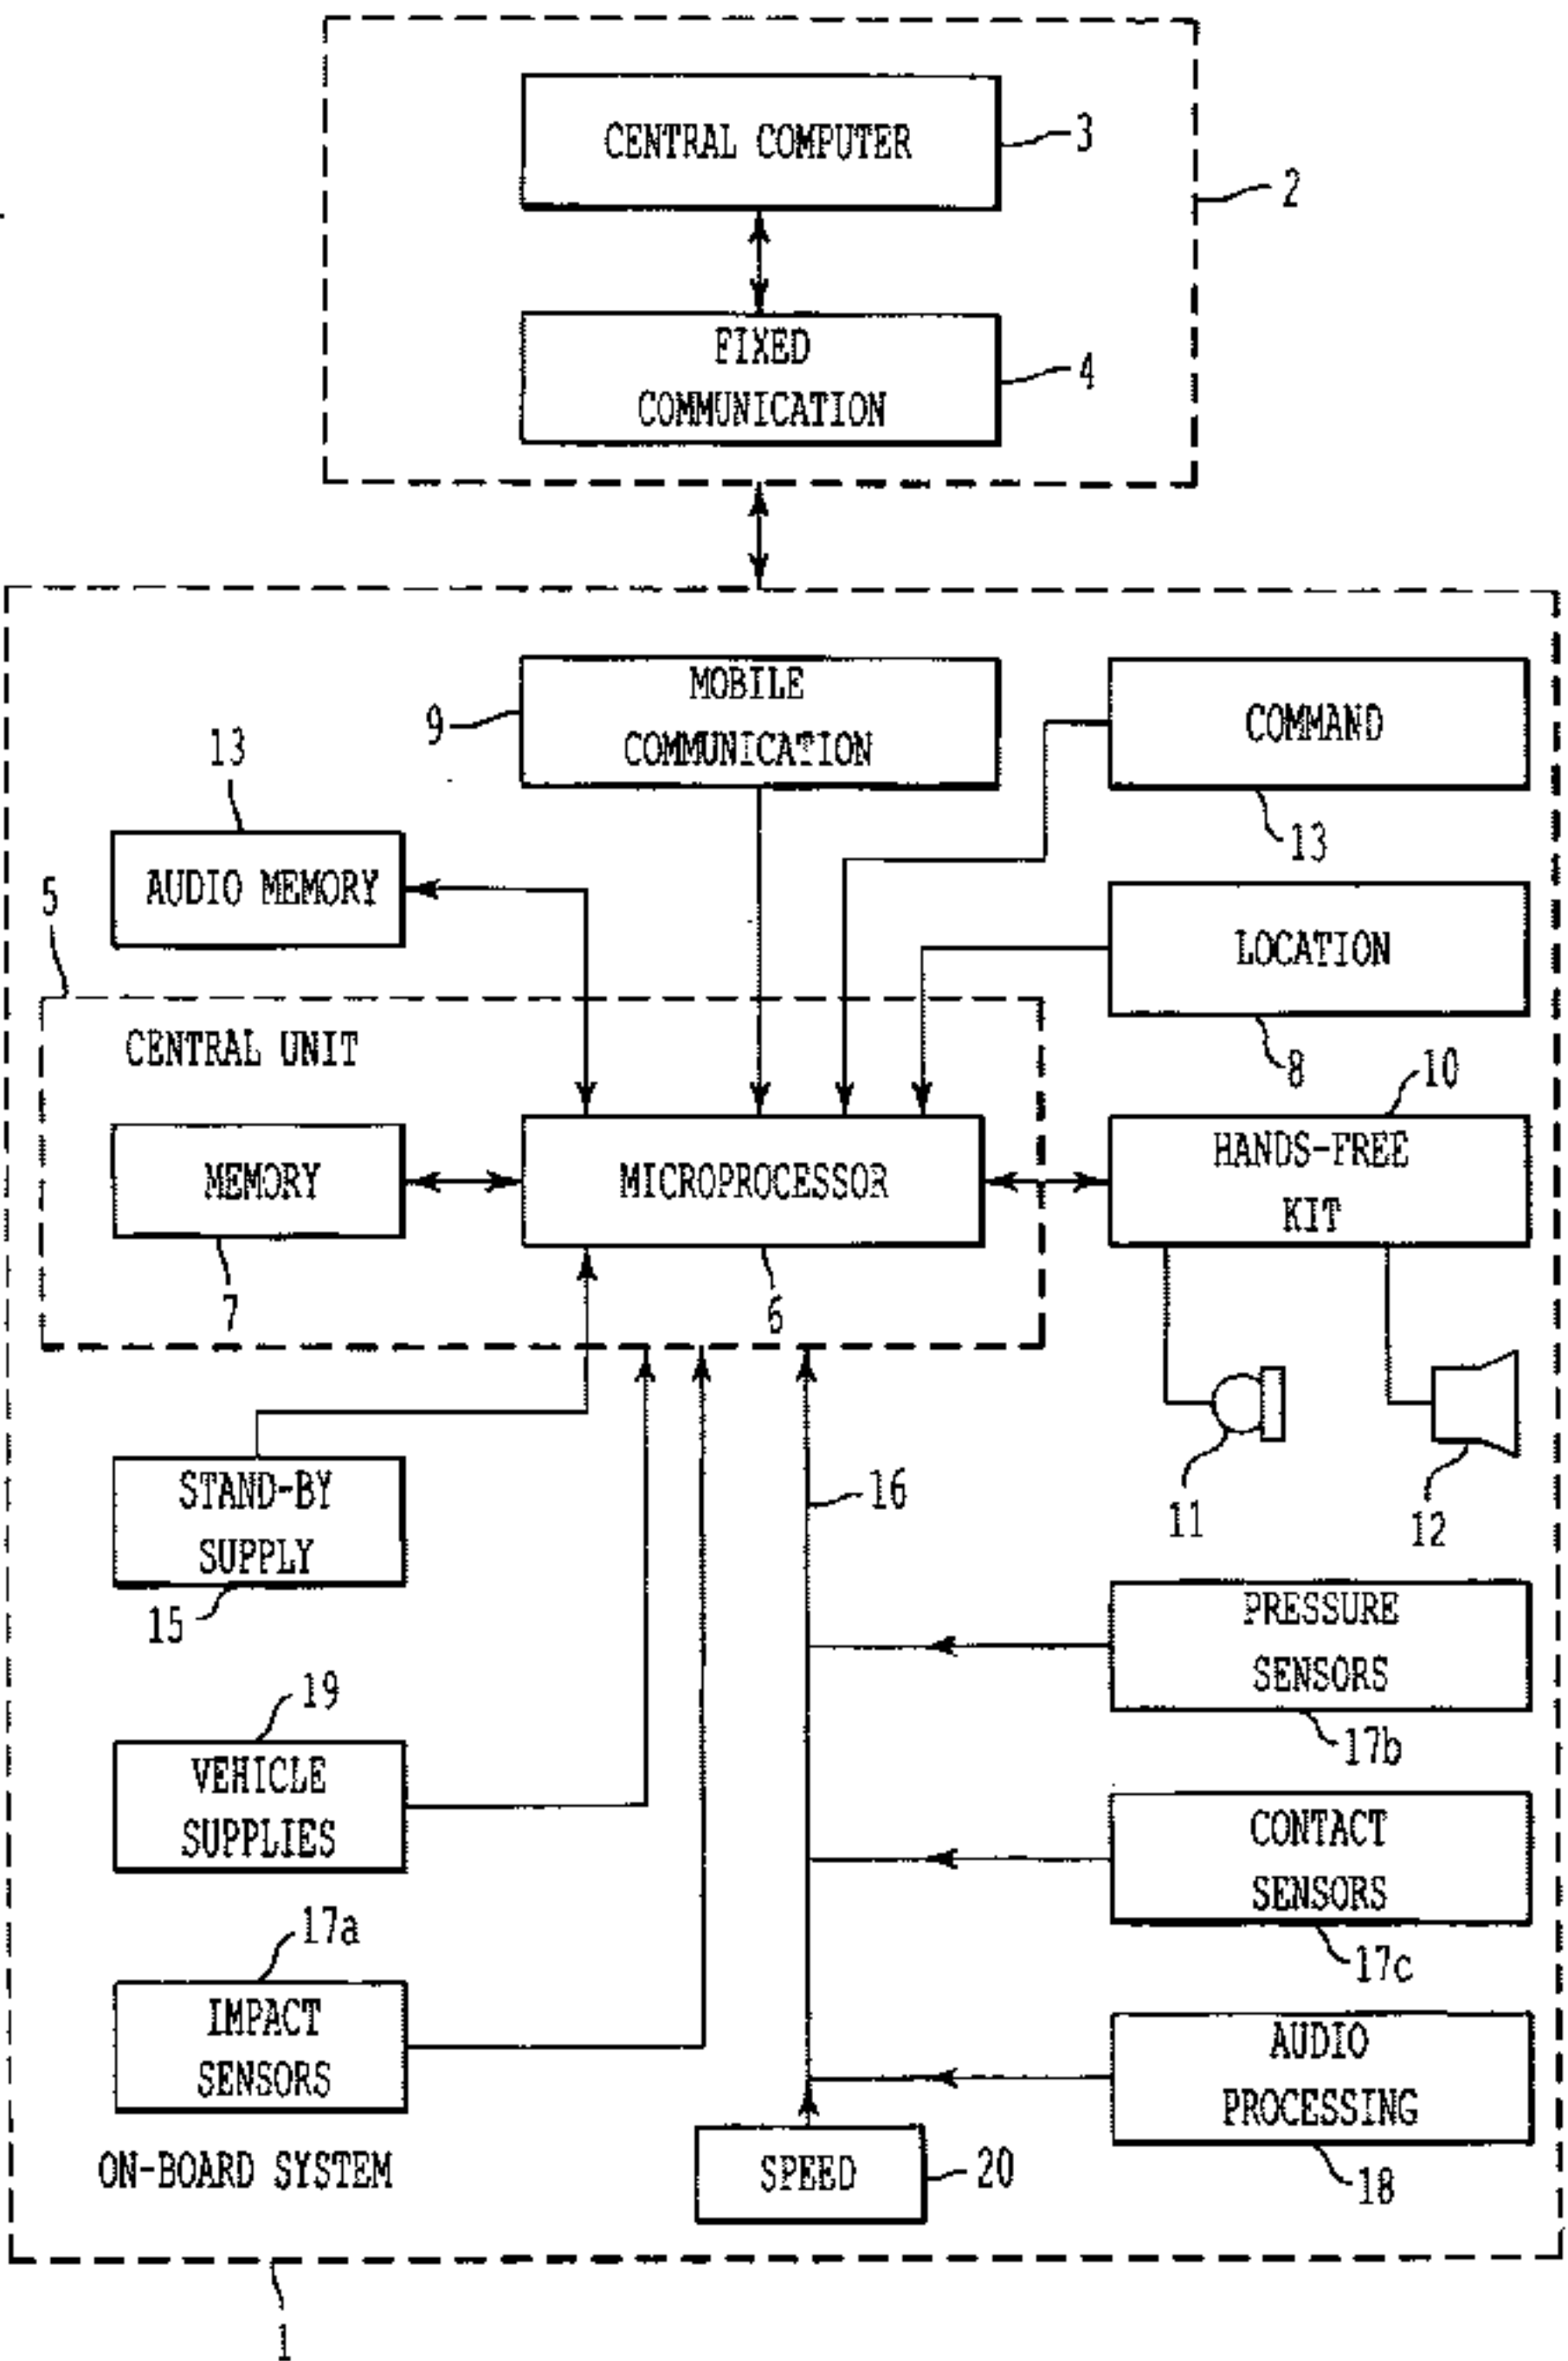 CENTRAL COMPUTER
3
2
FIXED
COMMUNICATION
4
MOBILE
COMMUNICATION
9
COMMAND
13
13
AUDIO MEMORY
LOCATION
8
5
CENTRAL UNIT
10
MEMORY
7
MICROPROCESSOR
6
HANDS-FREE
KIT
11
12
STAND-BY
SUPPLY
15
16
PRESSURE
SENSORS
17b
19
VEHICLE
SUPPLIES
CONTACT
SENSORS
17c
17a
IMPACT
SENSORS
AUDIO
PROCESSING
18
ON-BOARD SYSTEM
SPEED
20
1